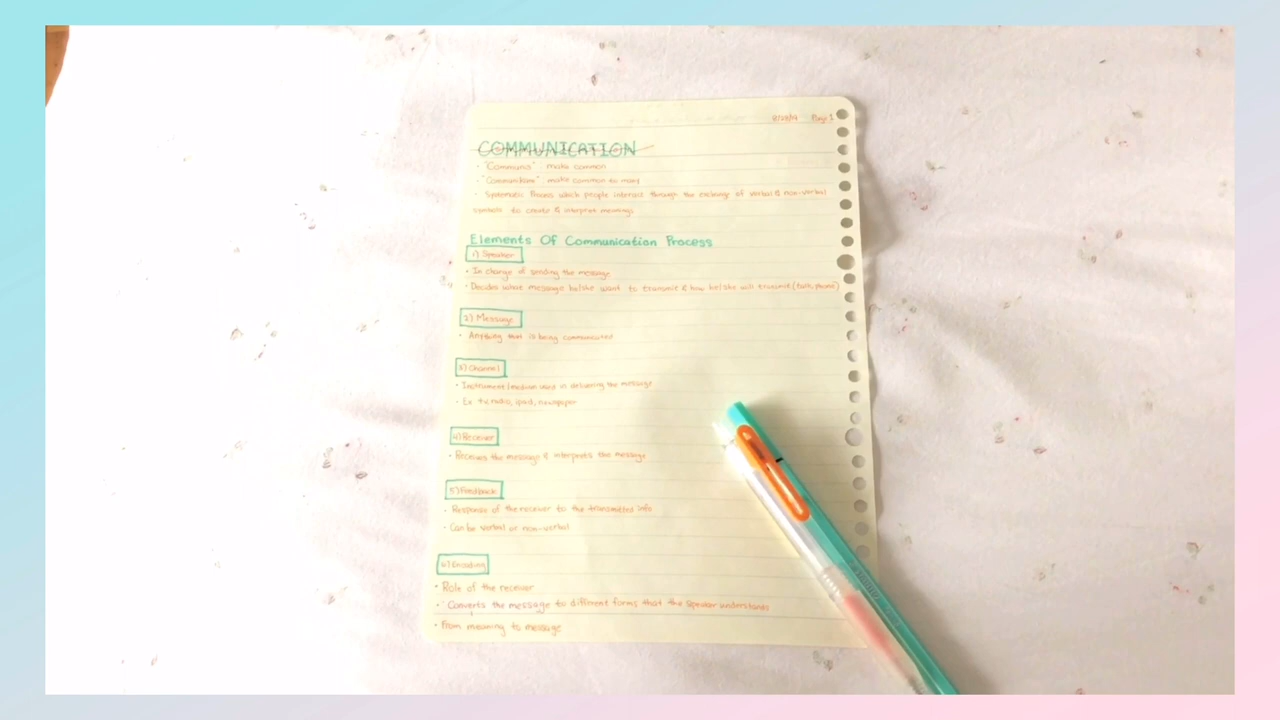 Page 1
COMMUNICATION
· "Communis" make common
· "Communicare" make common to many
· Systematic Process which people interact through the exchange of verbal & non-verbal
symbols to create & interpret meanings
Elements Of Communication Process
1) Speaker
· In charge of sending the message
· Decides what message he/she want to transmit & how he/she will transmit (talk, phone)
2) Message
· Anything that is being communicated
3) Channel
· Instrument/medium used in delivering the message
· Ex radio, ipad, newspaper
4) Receiver
· Receives the message & interprets the message
5) Feedback
· Response of the receiver to the transmitted info
· Can be verbal or non-verbal
6) Encoding
· Role of the receiver
· Converts the message to different forms that the speaker understands
· From meaning to message